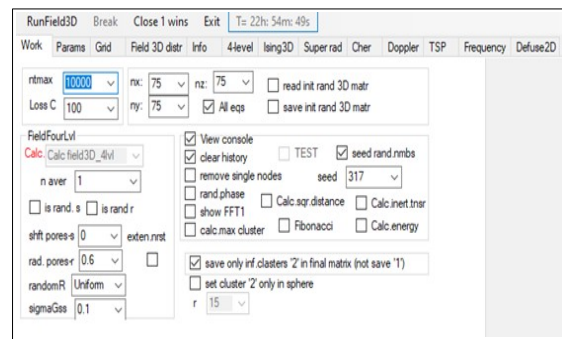 RunField3D Break Close 1 wins Exit T= 22h: 54m: 49s
Work Params Grid Field 3D distr Info 4-level Ising3D Super rad Cher Doppler TSP Frequency Defuse2D
ntmax 10000 nx: 75 nz: 75 read init rand 3D matr
Loss C 100 ny: 75 All eqs save init rand 3D matr
FieldFourLvl
Calc. Calc field3D_4lvl
n aver 1
is rand. s is rand r
shft pores-s 0 exten.nrst
rad. pores-r 0.6
randomR Uniform
sigmaGss 0.1
View console
clear history TEST seed rand.nmbs
remove single nodes seed 317
rand.phase Calc.sqr.distance Calc.inert.tnsr
show FFT1
calc.max cluster Fibonacci Calc.energy
save only inf.clasters '2' in final matrix (not save '1')
set cluster '2' only in sphere
r 15